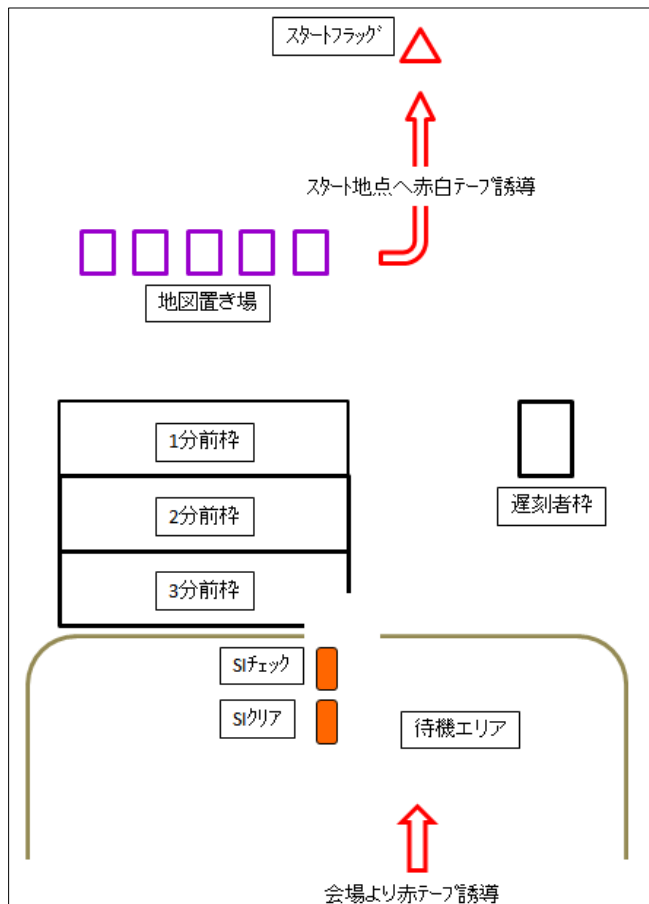 スタートフラッグ
スタート地点へ赤白テープ誘導
地図置き場
1分前枠
2分前枠
遅刻者枠
3分前枠
SIチェック
SIクリア
待機エリア
会場より赤テープ誘導